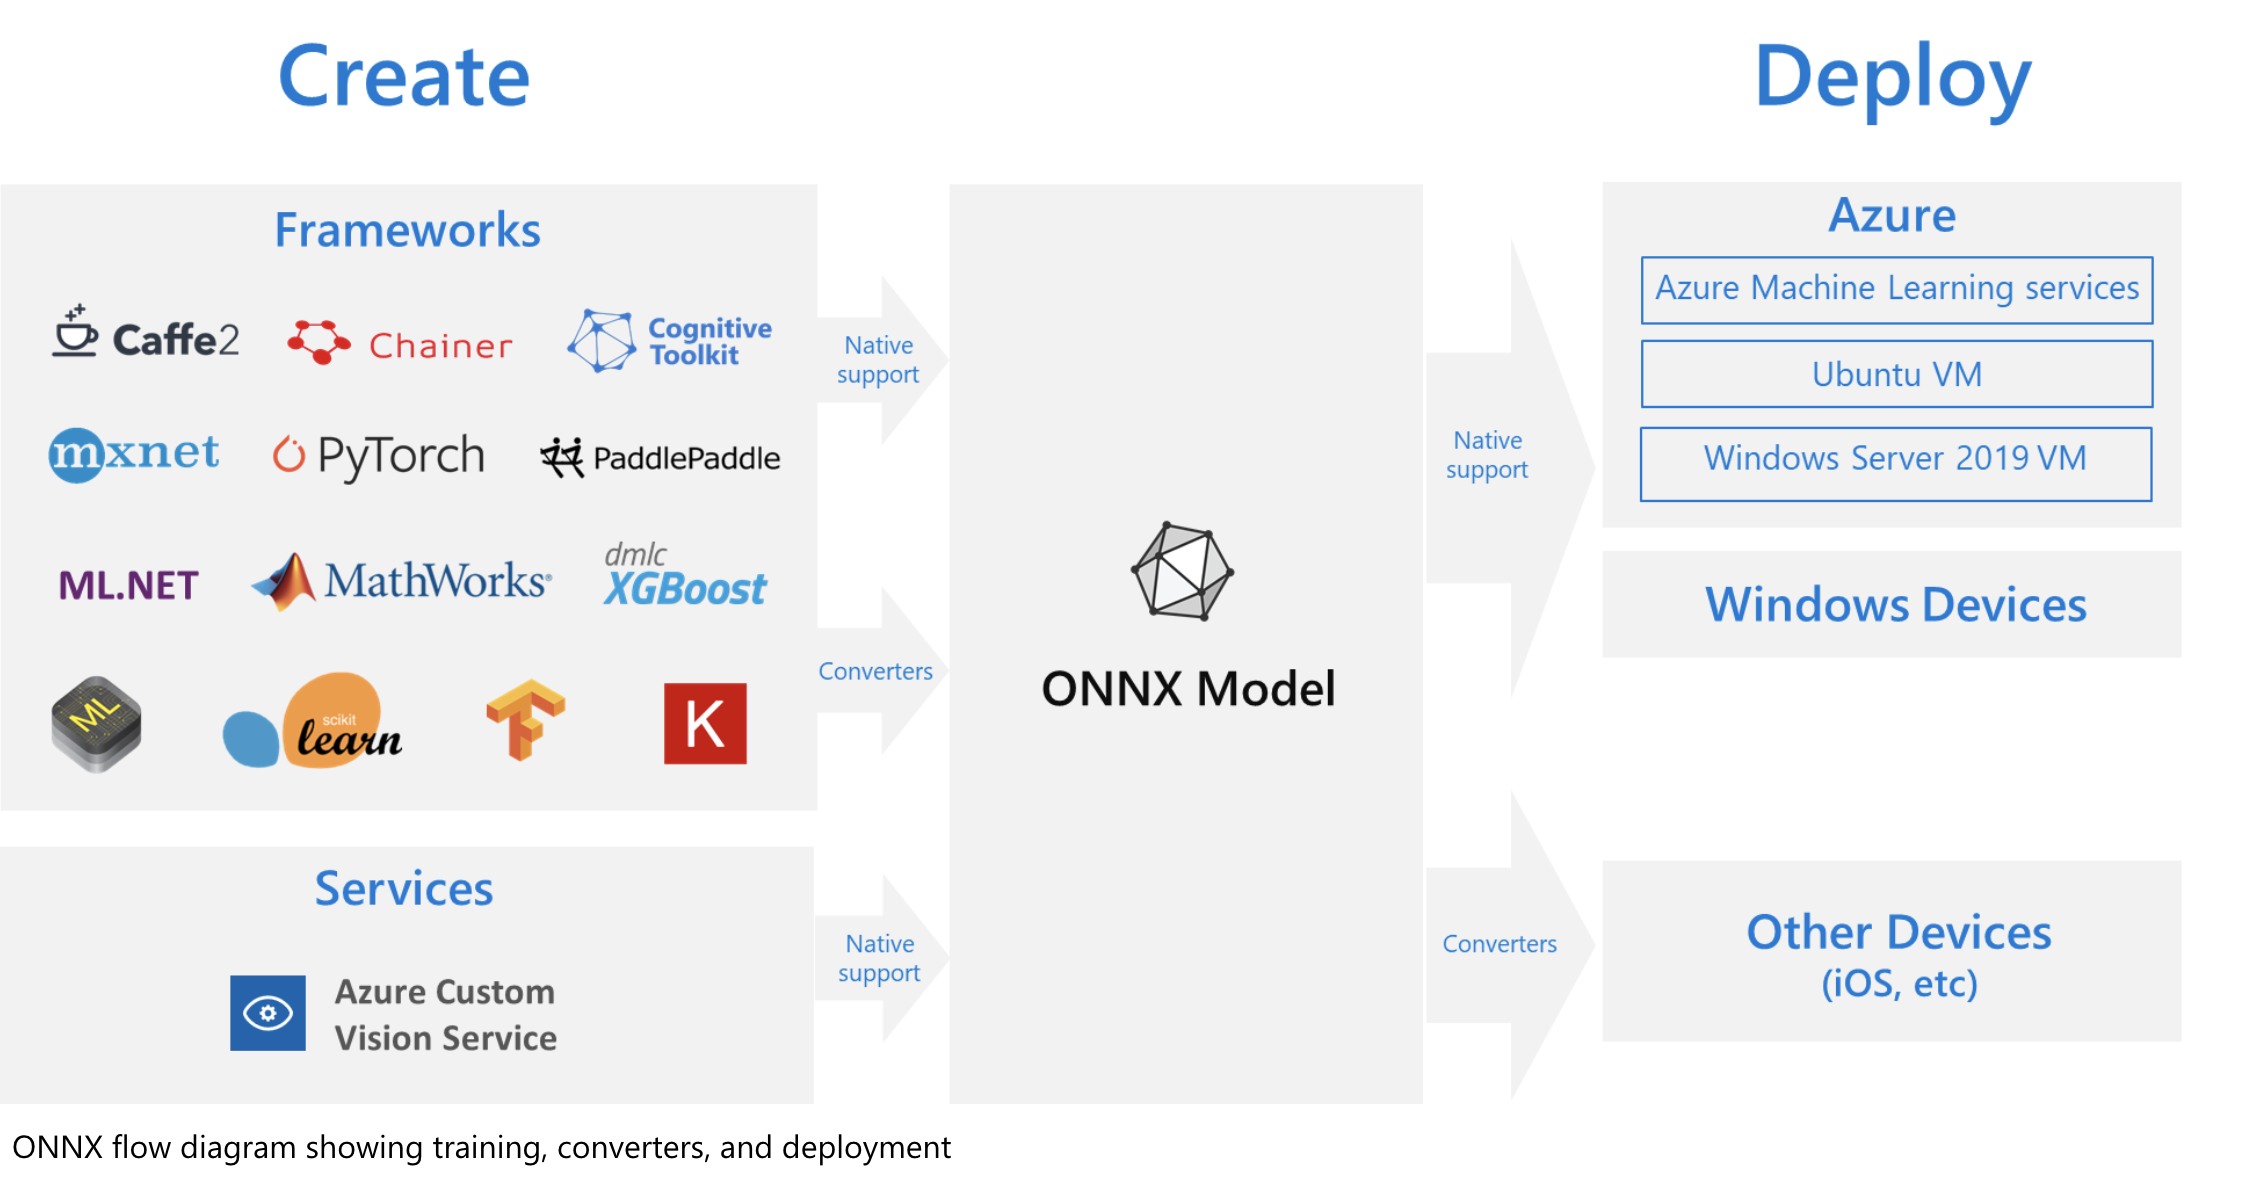 Create
Deploy
Frameworks
Caffe2
Chainer
Cognitive
Toolkit
mxnet
PyTorch
PaddlePaddle
ML.NET
MathWorks®
dmlc
XGBoost
ML
scikit
learn
K
Services
Azure Custom
Vision Service
Native
support
Converters
Native
support
ONNX Model
Native
support
Converters
Azure
Azure Machine Learning services
Ubuntu VM
Windows Server 2019 VM
Windows Devices
Other Devices
(iOS, etc)
ONNX flow diagram showing training, converters, and deployment